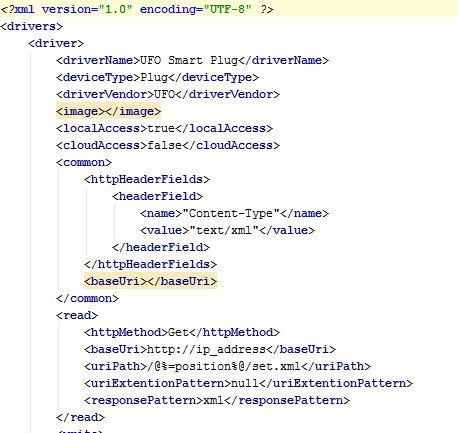 <?xml version="1.0" encoding="UTF-8" ?>
<drivers>
<driver>
<driverName>UFO Smart Plug</driverName>
<deviceType>Plug</deviceType>
<driverVendor>UFO</driverVendor>
<image></image>
<localAccess>true</localAccess>
<cloudAccess>false</cloudAccess>
<common>
<httpHeaderFields>
<headerField>
<name>"Content-Type"</name>
<value>"text/xml"</value>
</headerField>
</httpHeaderFields>
<baseUri></baseUri>
</common>
<read>
<httpMethod>Get</httpMethod>
<baseUri>http://ip_address</baseUri>
<uriPath>/@%=position%@/set.xml</uriPath>
<uriExtentionPattern>null</uriExtentionPattern>
<responsePattern>xml</responsePattern>
</read>